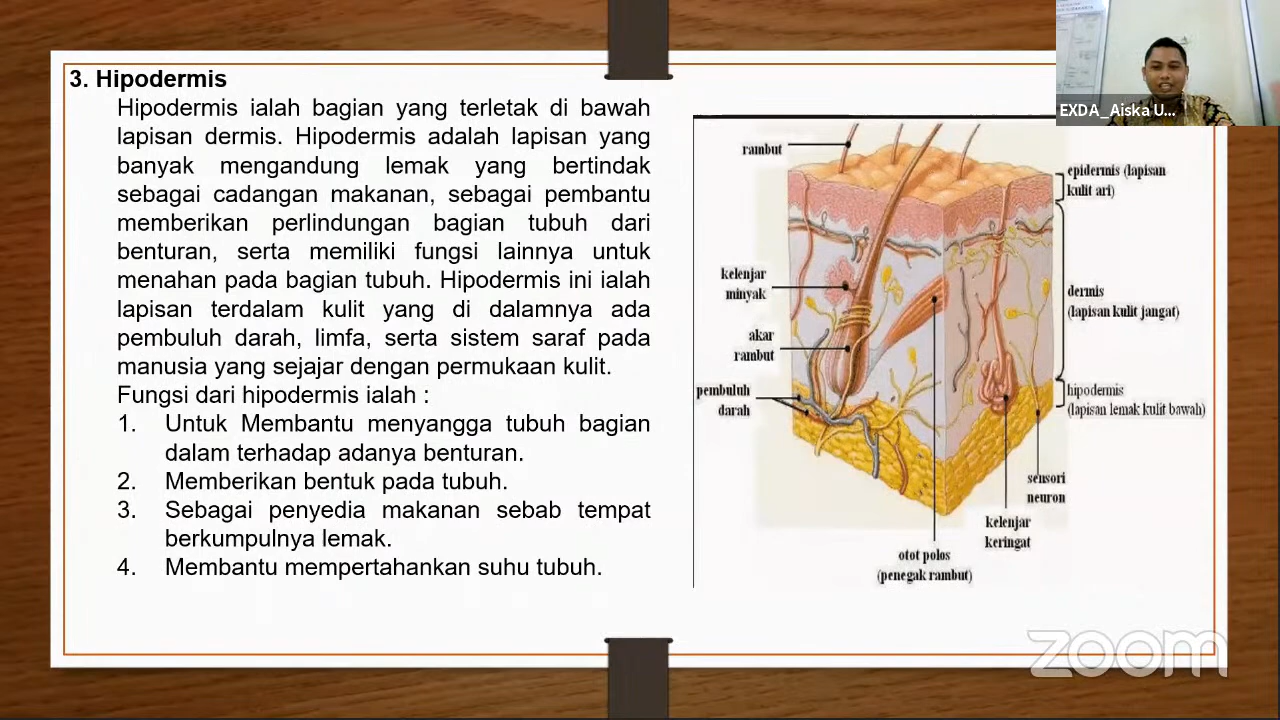 3. Hipodermis
Hipodermis ialah bagian yang terletak di bawah
lapisan dermis. Hipodermis adalah lapisan yang
banyak mengandung lemak yang bertindak
sebagai cadangan makanan, sebagai pembantu
memberikan perlindungan bagian tubuh dari
benturan, serta memiliki fungsi lainnya untuk
menahan pada bagian tubuh. Hipodermis ini ialah
lapisan terdalam kulit yang di dalamnya ada
pembuluh darah, limfa, serta sistem saraf pada
manusia yang sejajar dengan permukaan kulit.
Fungsi dari hipodermis ialah :
1. Untuk Membantu menyangga tubuh bagian
dalam terhadap adanya benturan.
2. Memberikan bentuk pada tubuh.
3. Sebagai penyedia makanan sebab tempat
berkumpulnya lemak.
4. Membantu mempertahankan suhu tubuh.
EXDA_Aiska U...
rambut
kelenjar
minyak
akar
rambut
pembuluh
darah
epidermis (lapisan
kulit ari)
dermis
(lapisan kulit jangat)
hipodermis
(lapisan lemak kulit bawah)
sensori
neuron
kelenjar
keringat
otot polos
(penegak rambut)
zoom